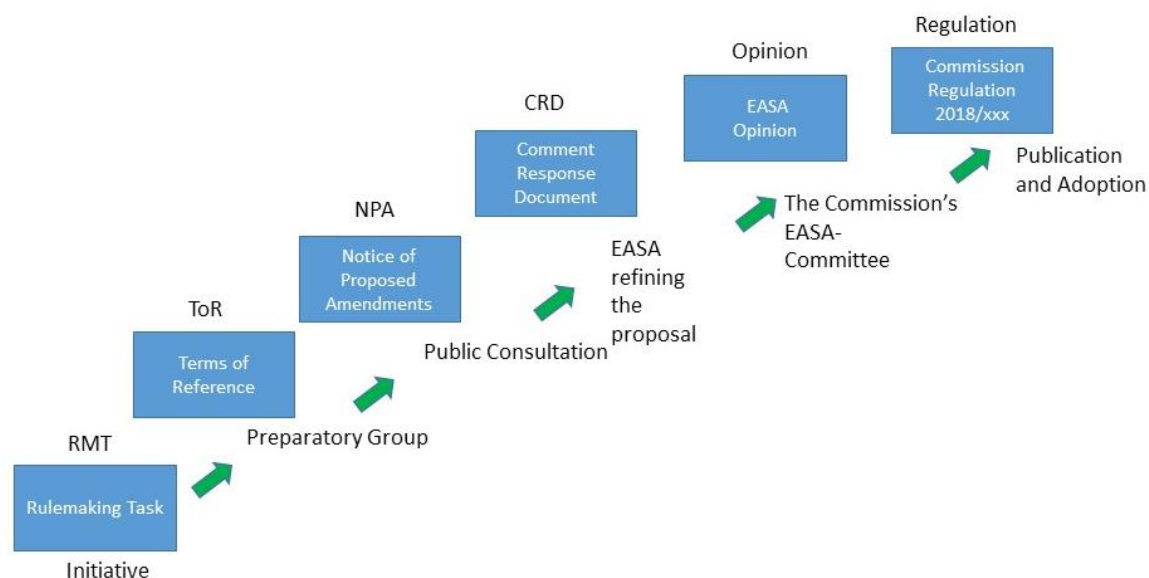 RMT
Rulemaking Task
Initiative
ToR
Terms of
Reference
Preparatory Group
NPA
Notice of
Proposed
Amendments
Public Consultation
CRD
Comment
Response
Document
EASA
refining
the
proposal
Opinion
EASA
Opinion
The Commission's
EASA-
Committee
Regulation
Commission
Regulation
2018/xxx
Publication
and Adoption